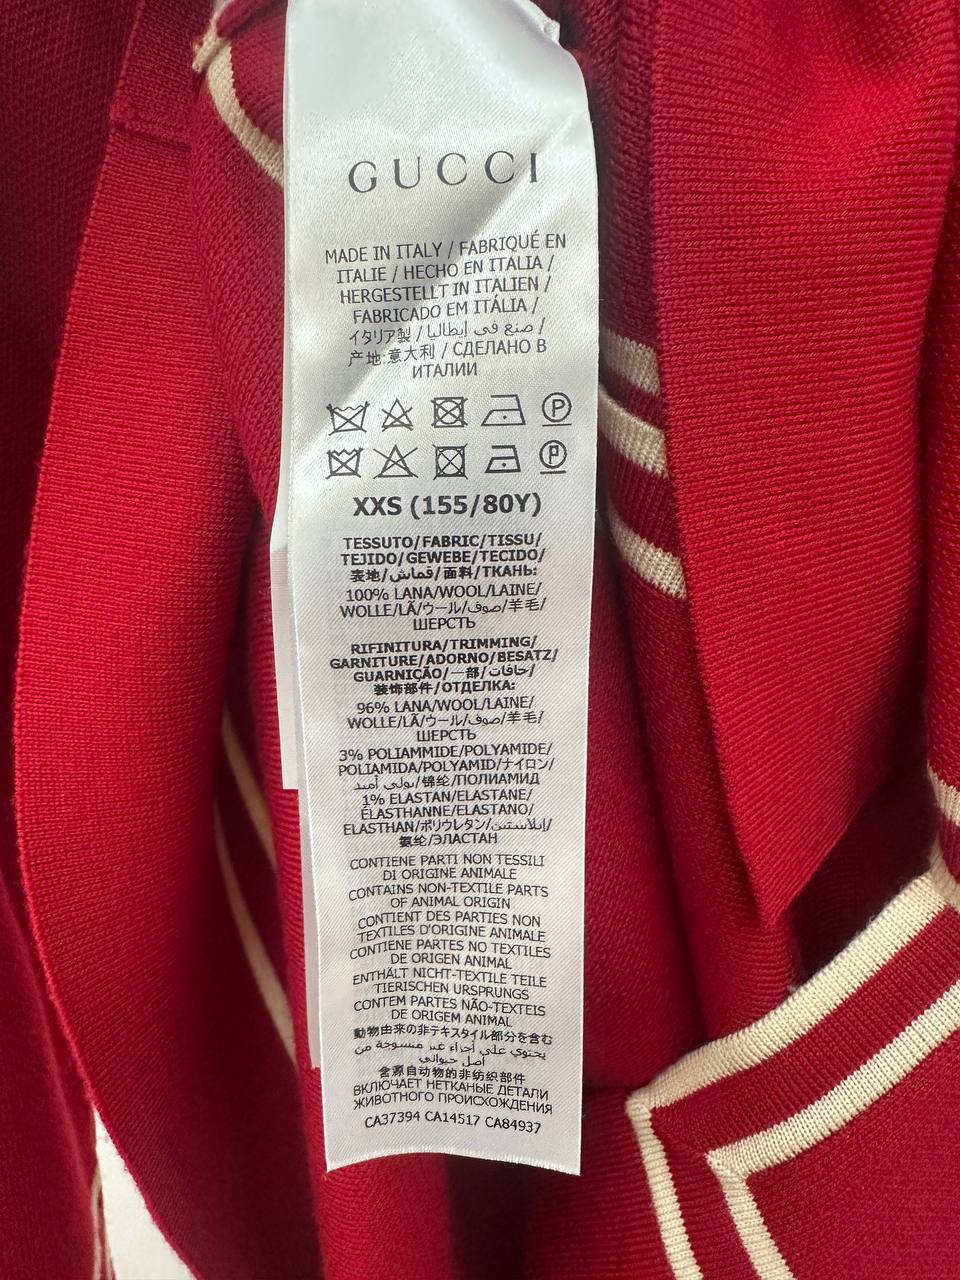 GUCCI
MADE IN ITALY / FABRIQUÉ EN
ITALIE / HECHO EN ITALIA /
HERGESTELLT IN ITALIEN /
FABRICADO EM ITÁLIA /
イタリア製 / صنع في إيطاليا /
产地:意大利 / СДЕЛАНО В
ИТАЛИИ
P
P
XXS (155/80Y)
TESSUTO/FABRIC/TISSU/
TEJIDO/GEWEBE/TECIDO/
表地/قماش/面料/ТКАНЬ:
100% LANA/WOOL/LAINE/
WOLLE/LÃ/ウール/صوف/羊毛/
ШЕРСТЬ
RIFINITURA/TRIMMING/
GARNITURE/ADORNO/BESATZ/
GUARNIÇÃO/一部/حافات/
装饰部件/ОТДЕЛКА:
96% LANA/WOOL/LAINE/
WOLLE/LÃ/ウール/صوف/羊毛/
ШЕРСТЬ
3% POLIAMMIDE/POLYAMIDE/
POLIAMIDA/POLYAMID/ナイロン/
بولي أميد/锦纶/ПОЛИАМИД
1% ELASTAN/ELASTANE/
ÉLASTHANNE/ELASTANO/
ELASTHAN/ポリウレタン/إيلاستين/
氨纶/ЭЛАСТАН
CONTIENE PARTI NON TESSILI
DI ORIGINE ANIMALE
CONTAINS NON-TEXTILE PARTS
OF ANIMAL ORIGIN
CONTIENT DES PARTIES NON
TEXTILES D'ORIGINE ANIMALE
CONTIENE PARTES NO TEXTILES
DE ORIGEN ANIMAL
ENTHÄLT NICHT-TEXTILE TEILE
TIERISCHEN URSPRUNGS
CONTEM PARTES NÃO-TEXTEIS
DE ORIGEM ANIMAL
動物由来の非テキスタイル部分を含む
يحتوي على أجزاء غير منسوجة من
أصل حيواني
含源自动物的非纺织部件
ВКЛЮЧАЕТ НЕТКАНЫЕ ДЕТАЛИ
ЖИВОТНОГО ПРОИСХОЖДЕНИЯ
CA37394 CA14517 CA84937